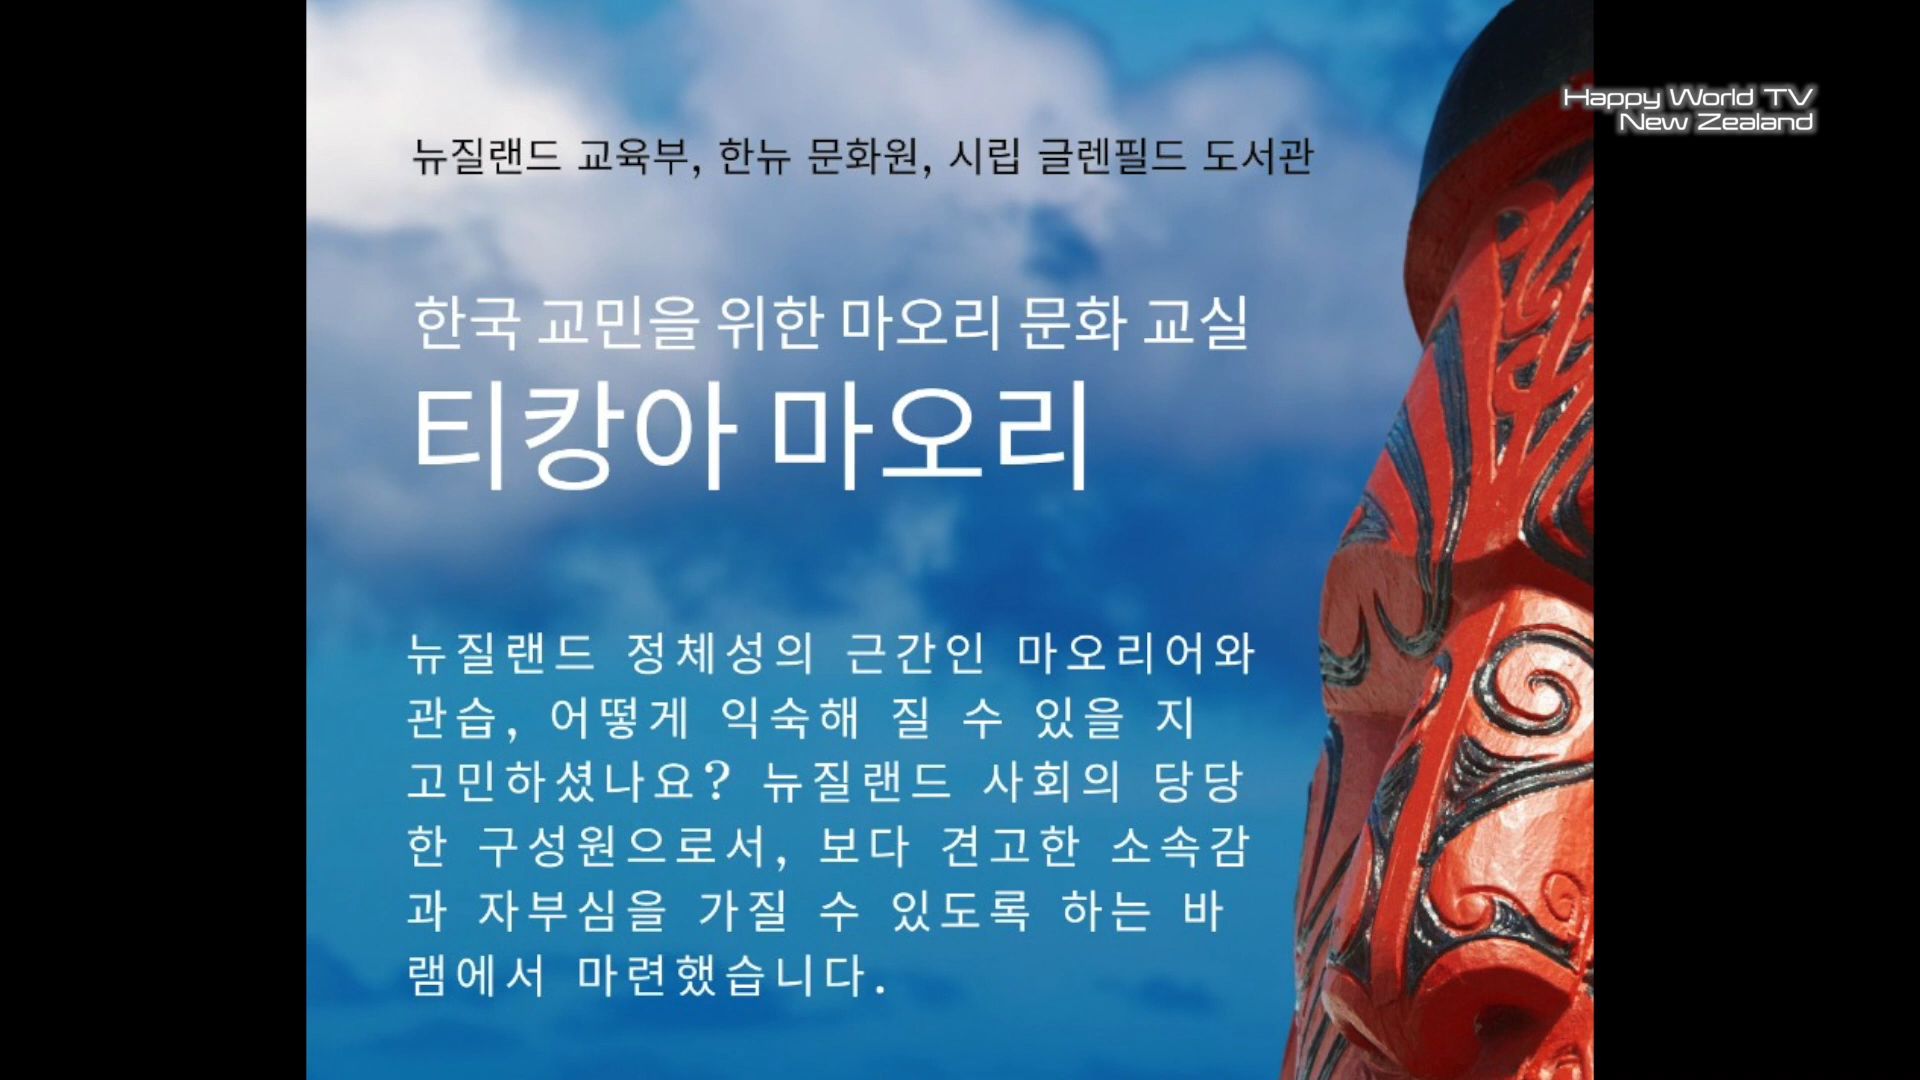 Happy World TV
New Zealand
뉴질랜드 교육부, 한뉴 문화원, 시립 글렌필드 도서관
한국 교민을 위한 마오리 문화 교실
티캉아 마오리
뉴질랜드 정체성의 근간인 마오리어와
관습, 어떻게 익숙해 질 수 있을 지
고민하셨나요? 뉴질랜드 사회의 당당
한 구성원으로서, 보다 견고한 소속감
과 자부심을 가질 수 있도록 하는 바
램에서 마련했습니다.